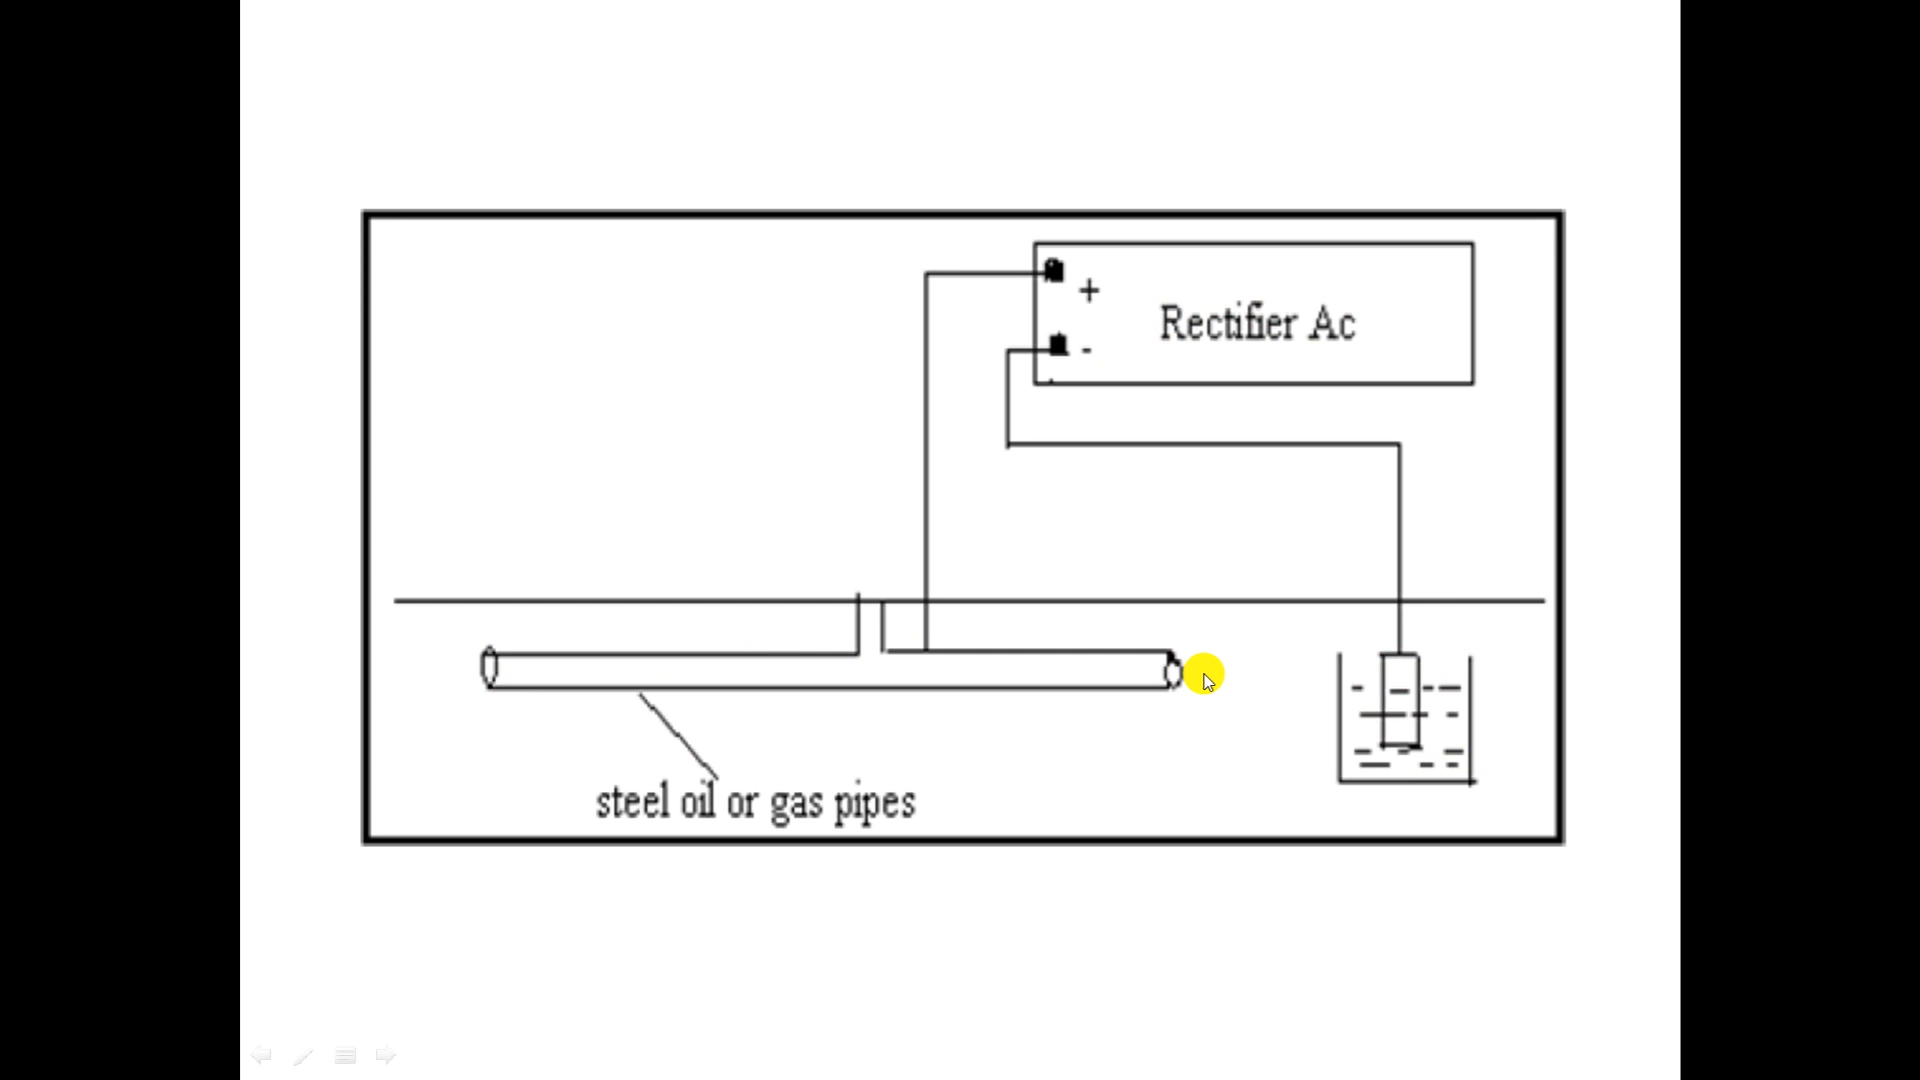 +
Rectifier Ac
-
steel oil or gas pipes